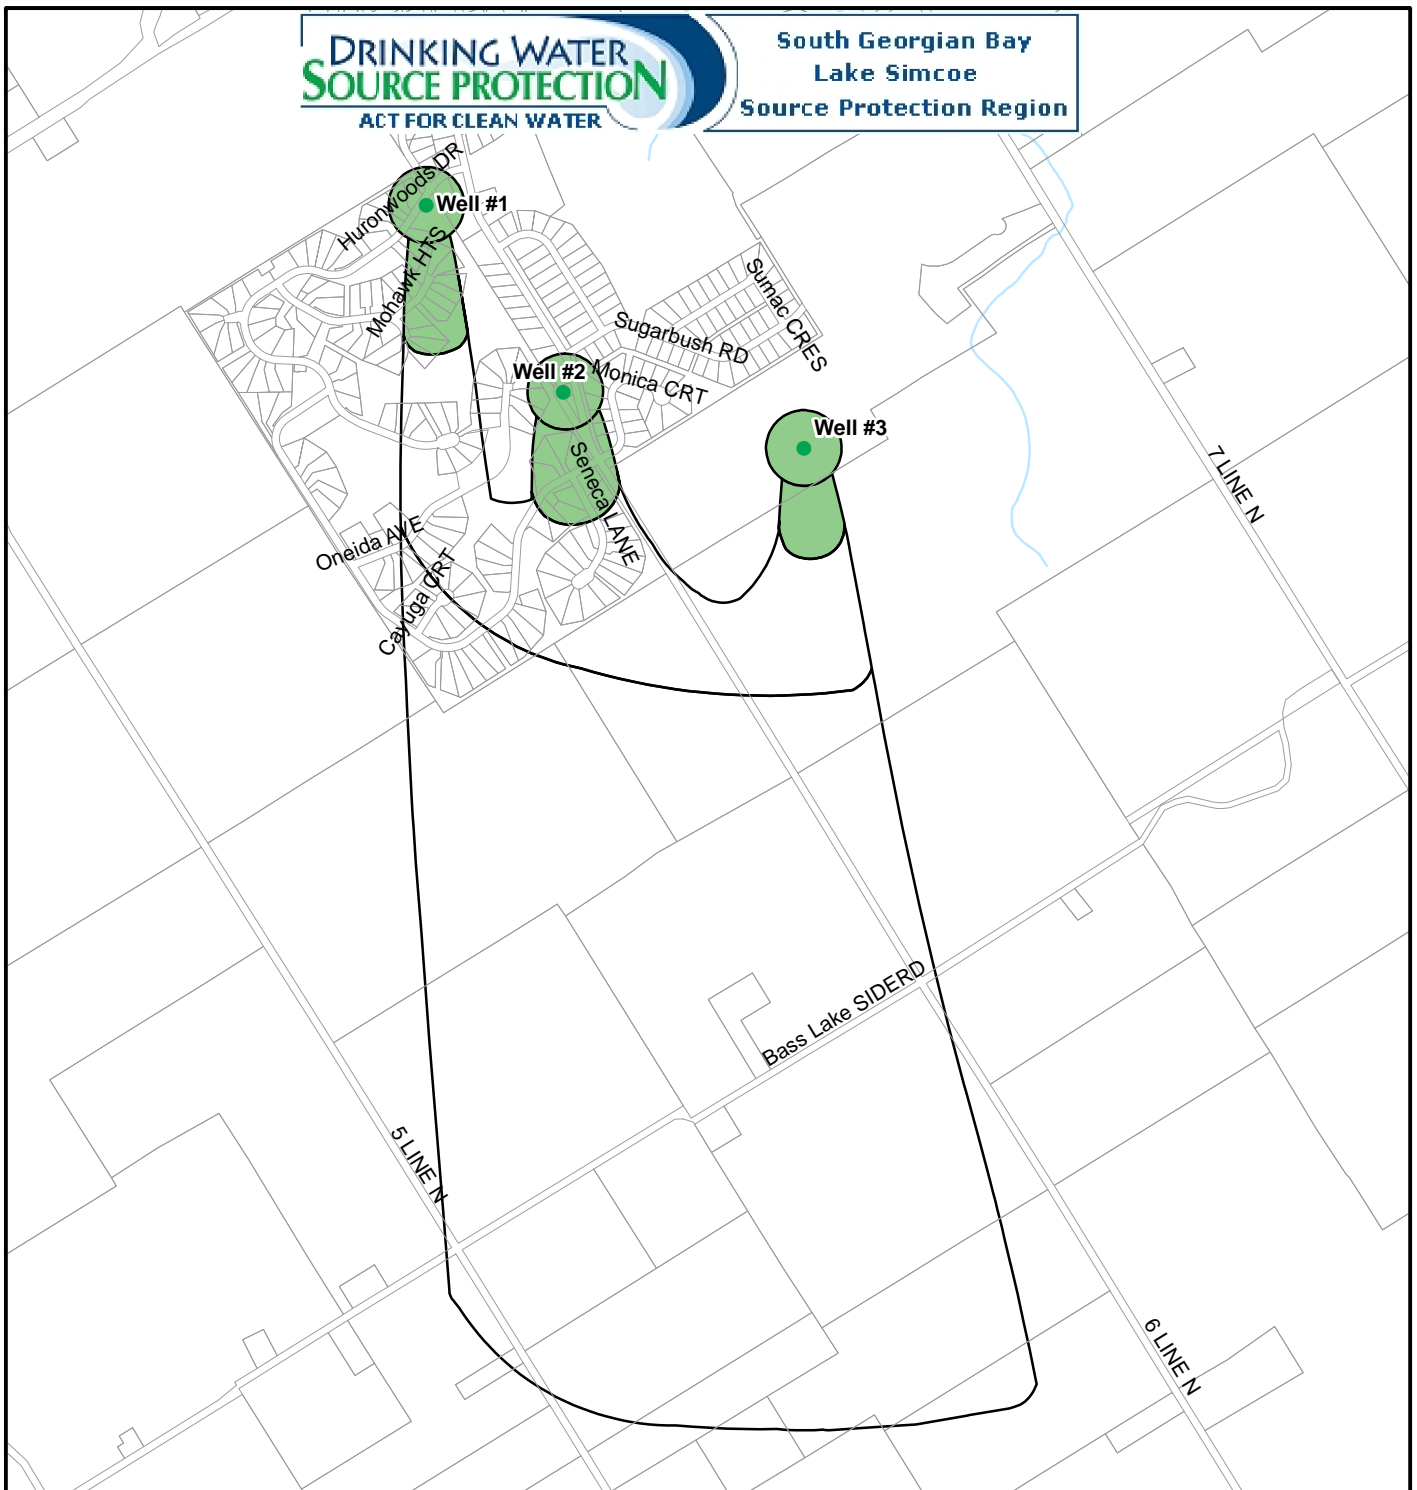 DRINKING WATER
SOURCE PROTECTION
ACT FOR CLEAN WATER
South Georgian Bay
Lake Simcoe
Source Protection Region
Huronwoods DR
Well #1
Mohawk HTS
Sumac CRES
Sugarbush RD
Well #2
Monica CRT
Well #3
Seneca LANE
7 LINE N
Oneida AVE
Cayuga CRT
Bass Lake SIDERD
5 LINE N
6 LINE N